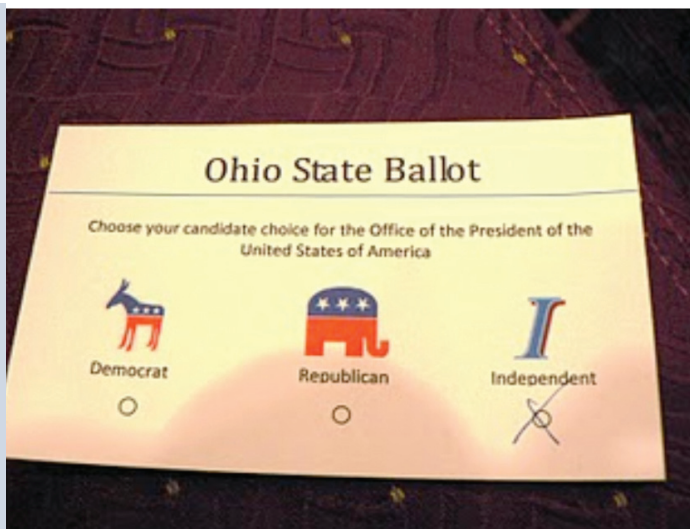 Ohio State Ballot
Choose your candidate choice for the Office of the President of the
United States of America
I
Democrat Republican Independent